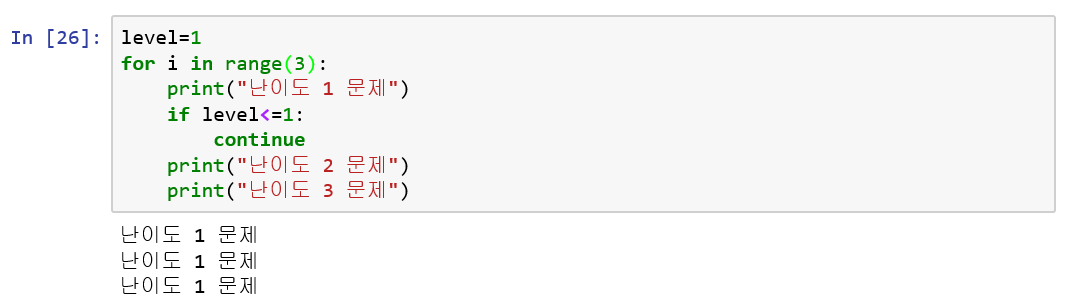 In [26]: level=1
for i in range(3):
    print("난이도 1 문제")
    if level<=1:
        continue
    print("난이도 2 문제")
    print("난이도 3 문제")
난이도 1 문제
난이도 1 문제
난이도 1 문제